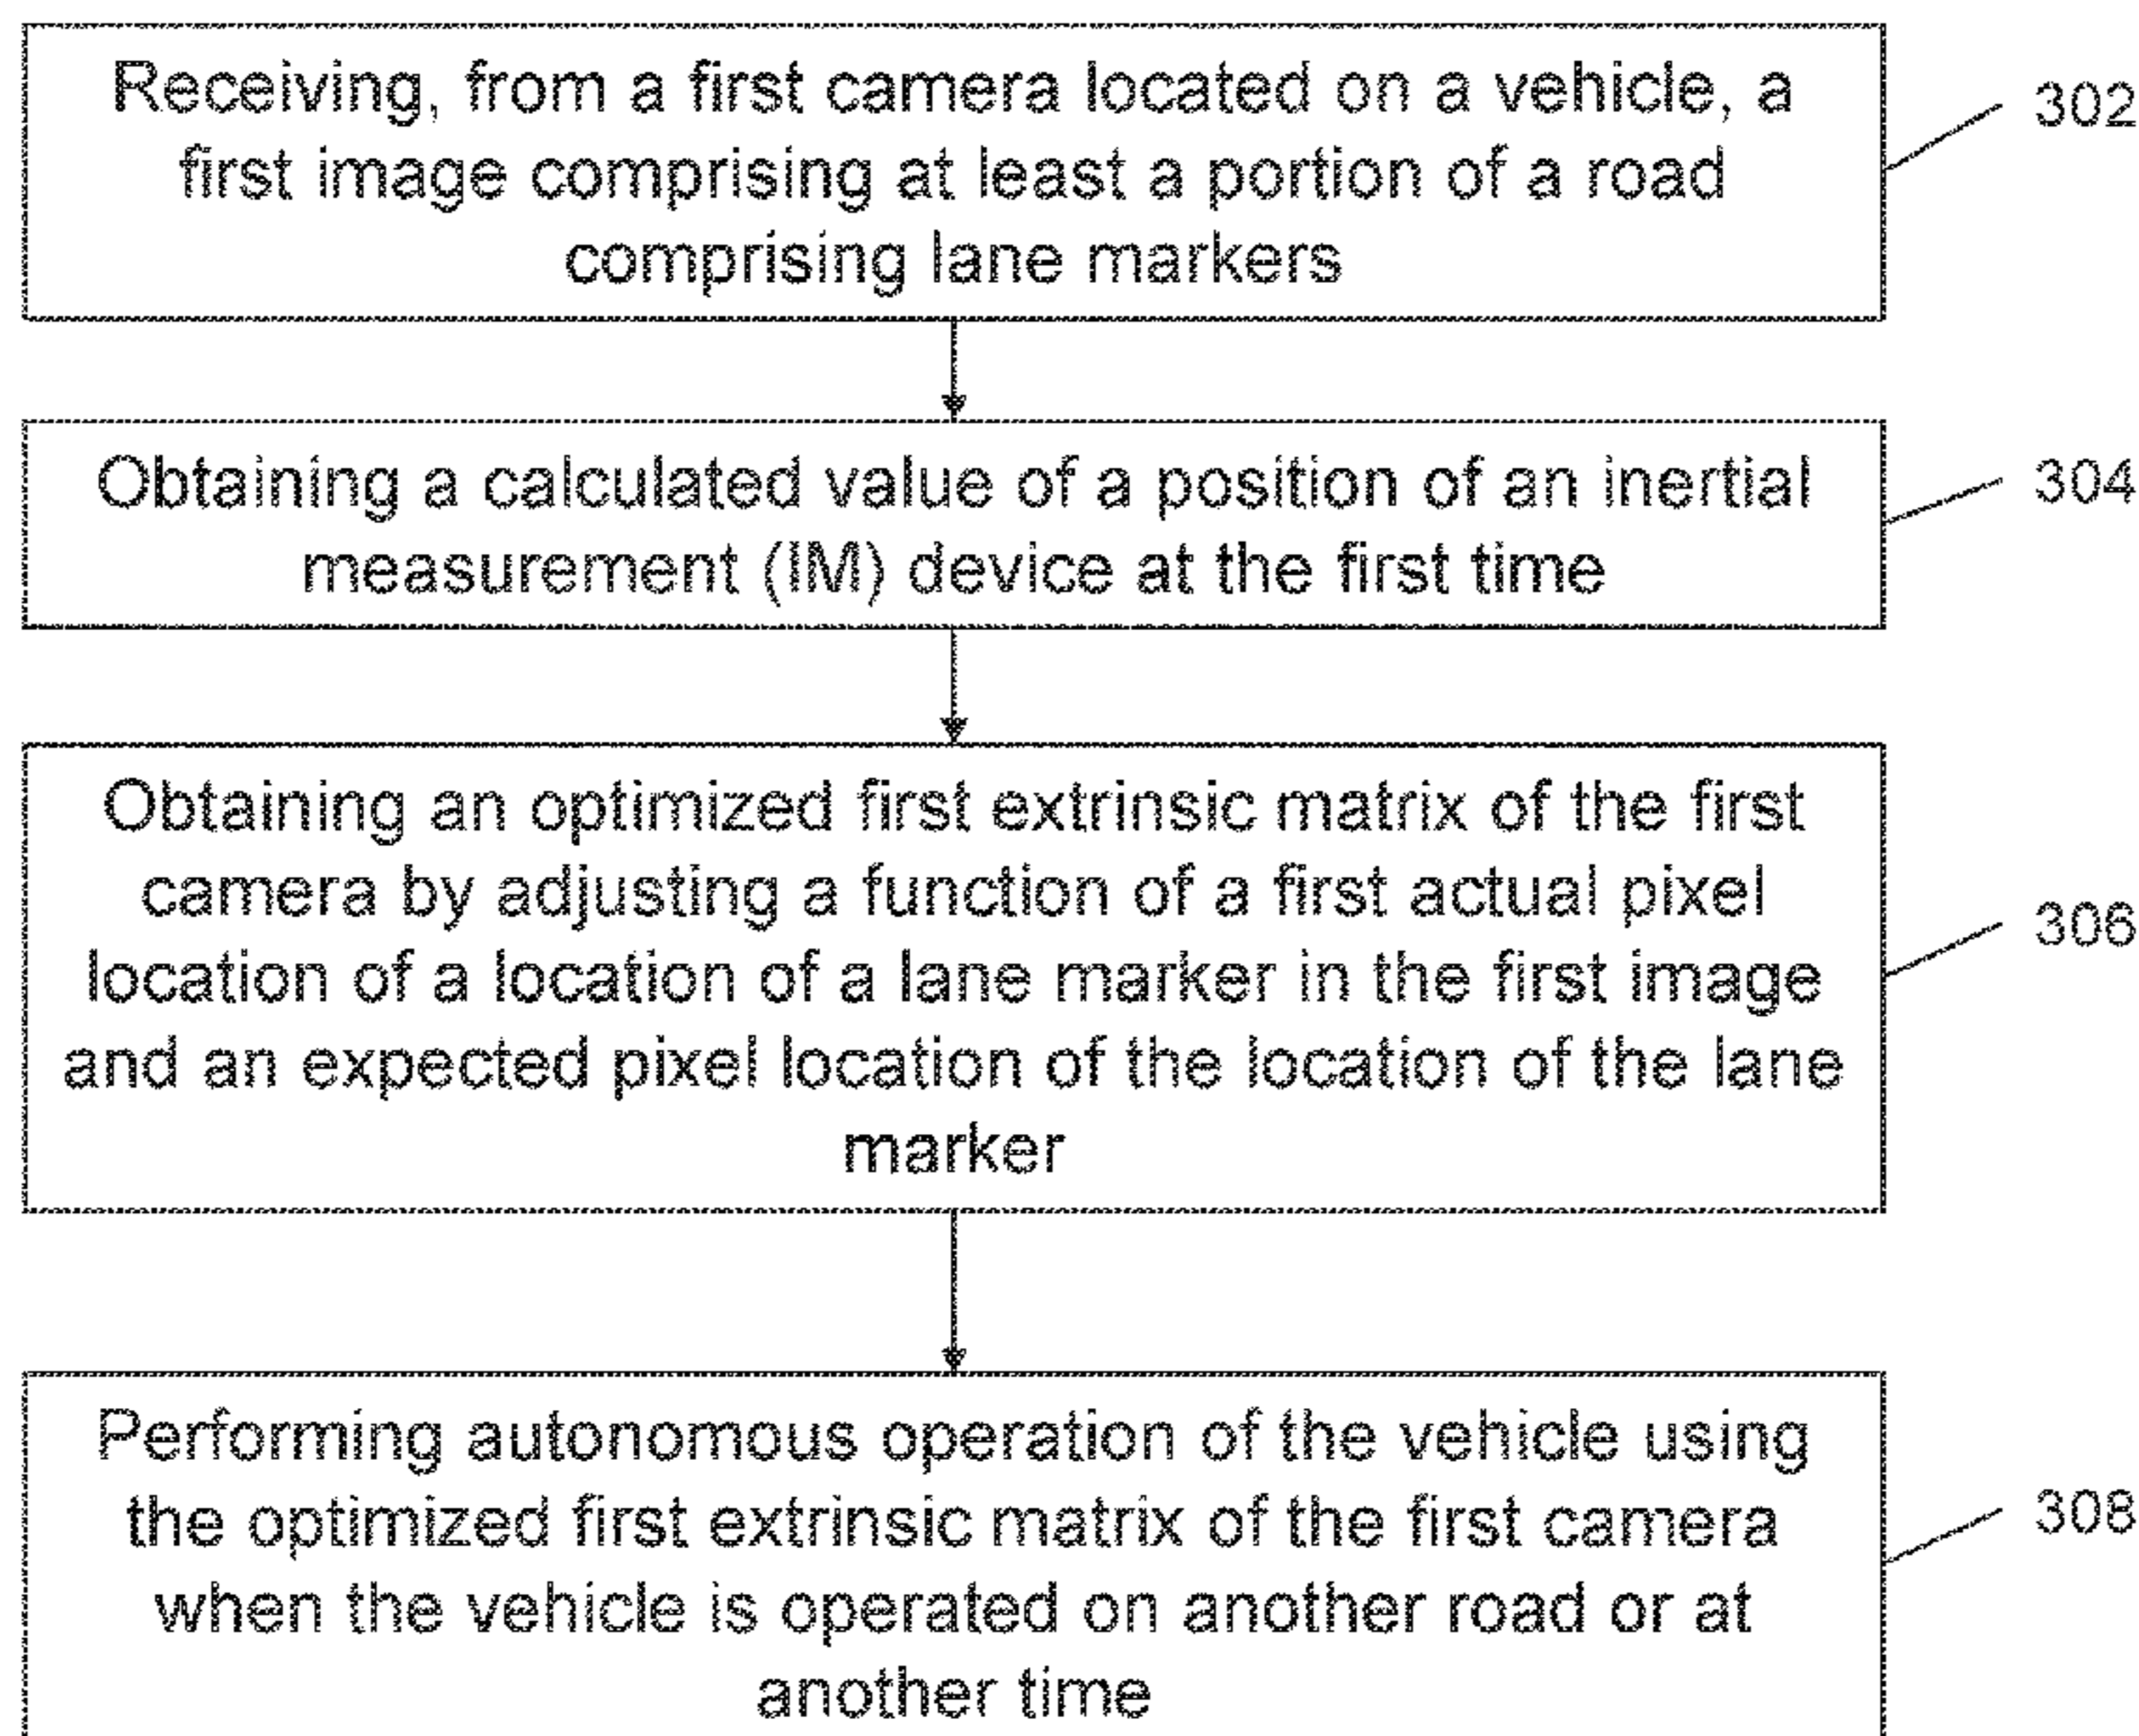 Receiving, from a first camera located on a vehicle, a
first image comprising at least a portion of a road
comprising lane markers
302
Obtaining a calculated value of a position of an inertial
measurement (IM) device at the first time
304
Obtaining an optimized first extrinsic matrix of the first
camera by adjusting a function of a first actual pixel
location of a location of a lane marker in the first image
and an expected pixel location of the location of the lane
marker
306
Performing autonomous operation of the vehicle using
the optimized first extrinsic matrix of the first camera
when the vehicle is operated on another road or at
another time
308